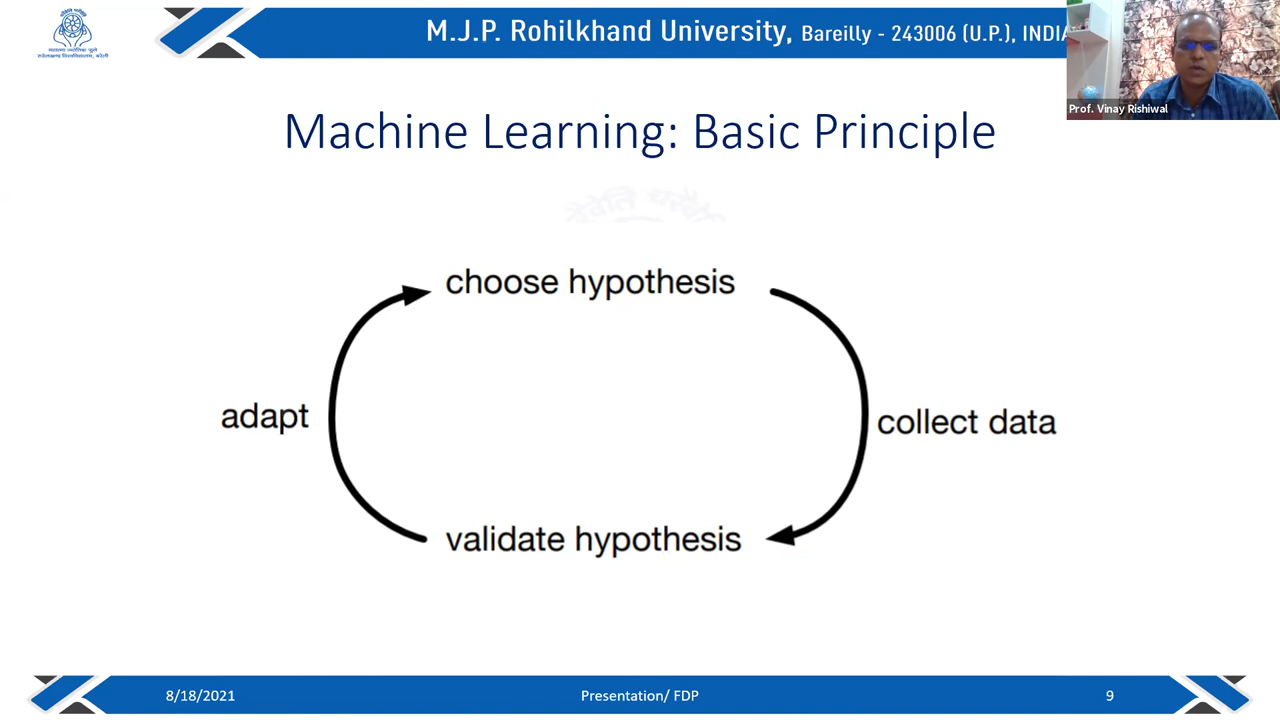 M.J.P. Rohilkhand University, Bareilly - 243006 (U.P.), INDIA
Prof. Vinay Rishiwal
Machine Learning: Basic Principle
choose hypothesis
adapt
collect data
validate hypothesis
8/18/2021
Presentation/ FDP
9